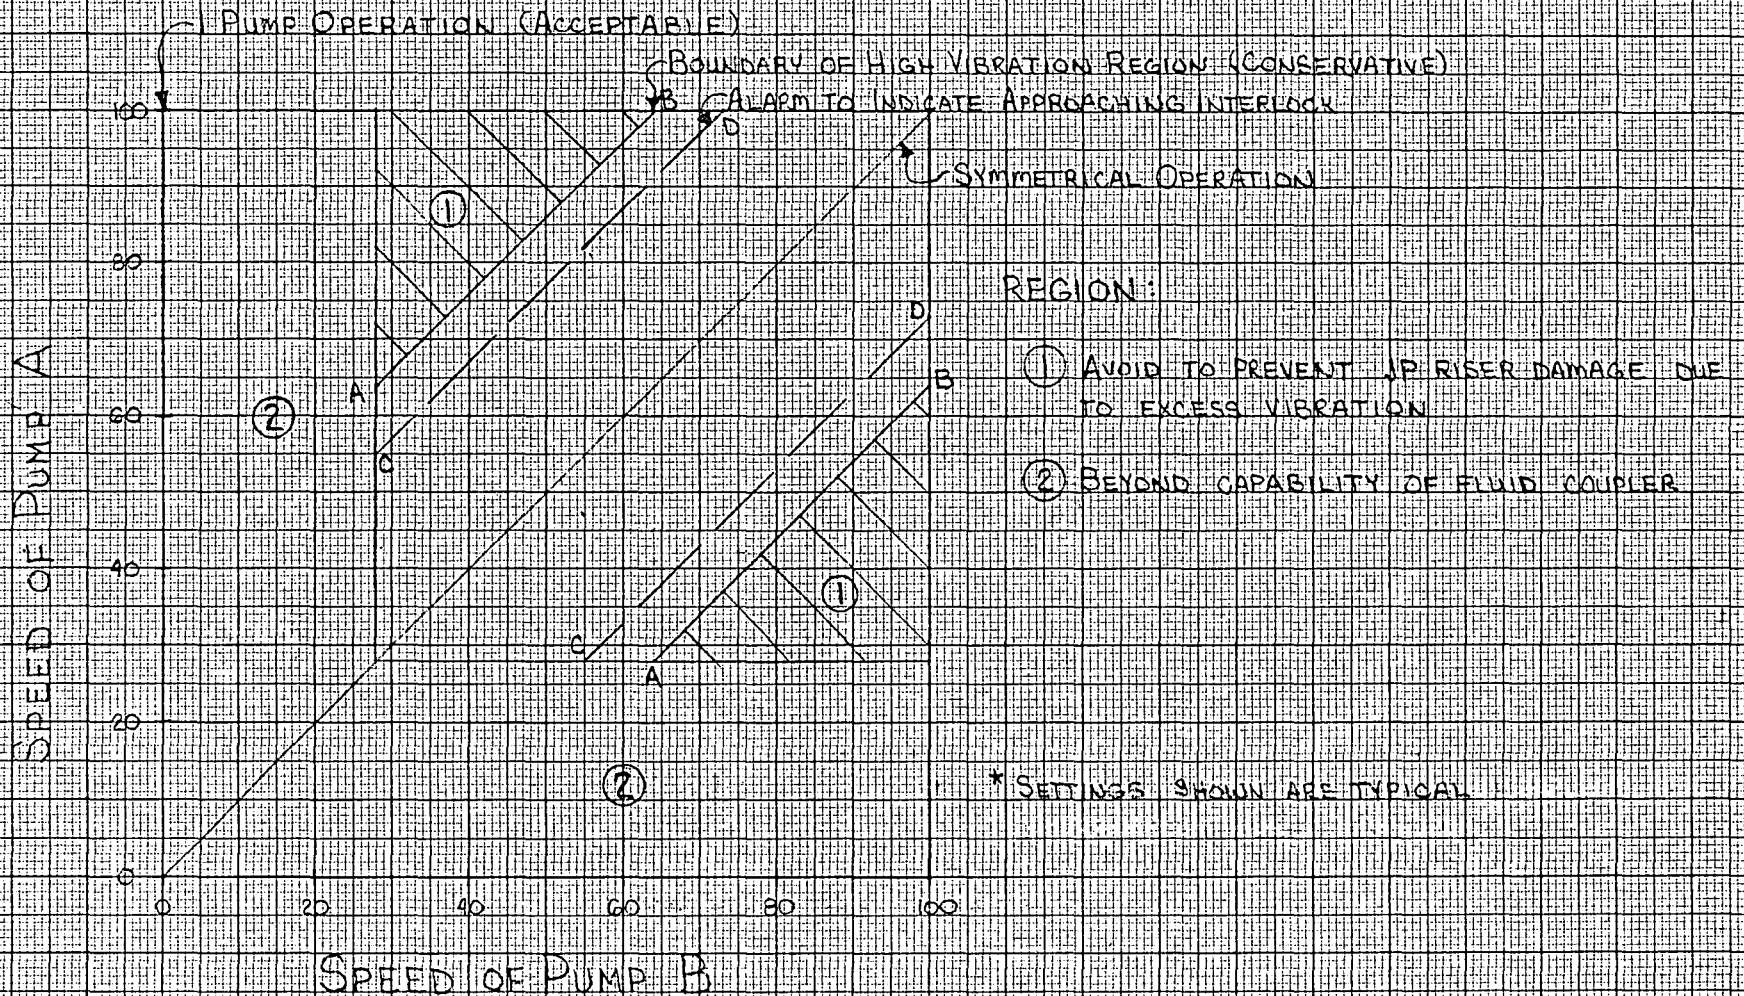 1 PUMP OPERATION (ACCEPTABLE)
BOUNDARY OF HIGH VIBRATION REGION (CONSERVATIVE)
B
ALARM TO INDICATE APPROACHING INTERLOCK
100
D
SYMMETRICAL OPERATION
1
80
REGION:
D
1 AVOID TO PREVENT JP RISER DAMAGE DUE
TO EXCESS VIBRATION
B
A
2
60
C
2 BEYOND CAPABILITY OF FLUID COUPLER
40
1
C
A
20
2
* SETTINGS SHOWN ARE TYPICAL
0
0 20 40 60 80 100
SPEED OF PUMP A
SPEED OF PUMP B